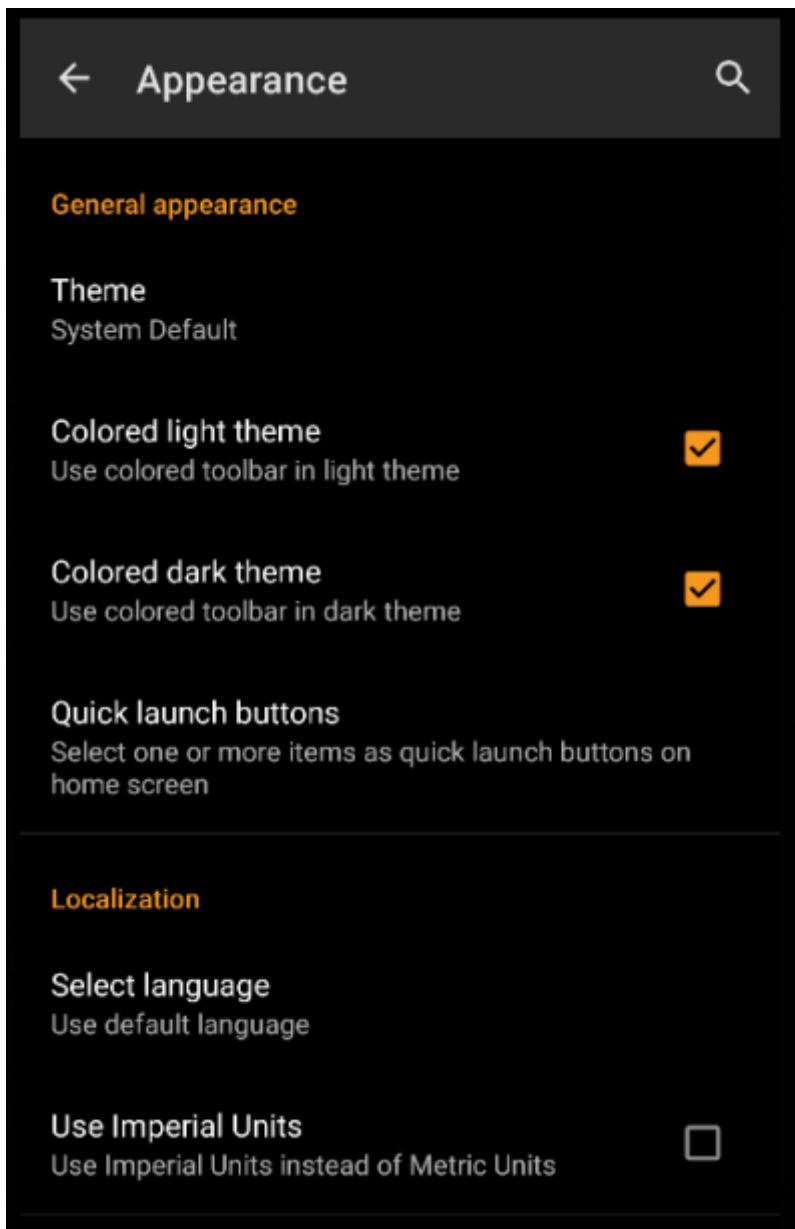 Appearance
General appearance
Theme
System Default
Colored light theme
Use colored toolbar in light theme
Colored dark theme
Use colored toolbar in dark theme
Quick launch buttons
Select one or more items as quick launch buttons on
home screen
Localization
Select language
Use default language
Use Imperial Units
Use Imperial Units instead of Metric Units